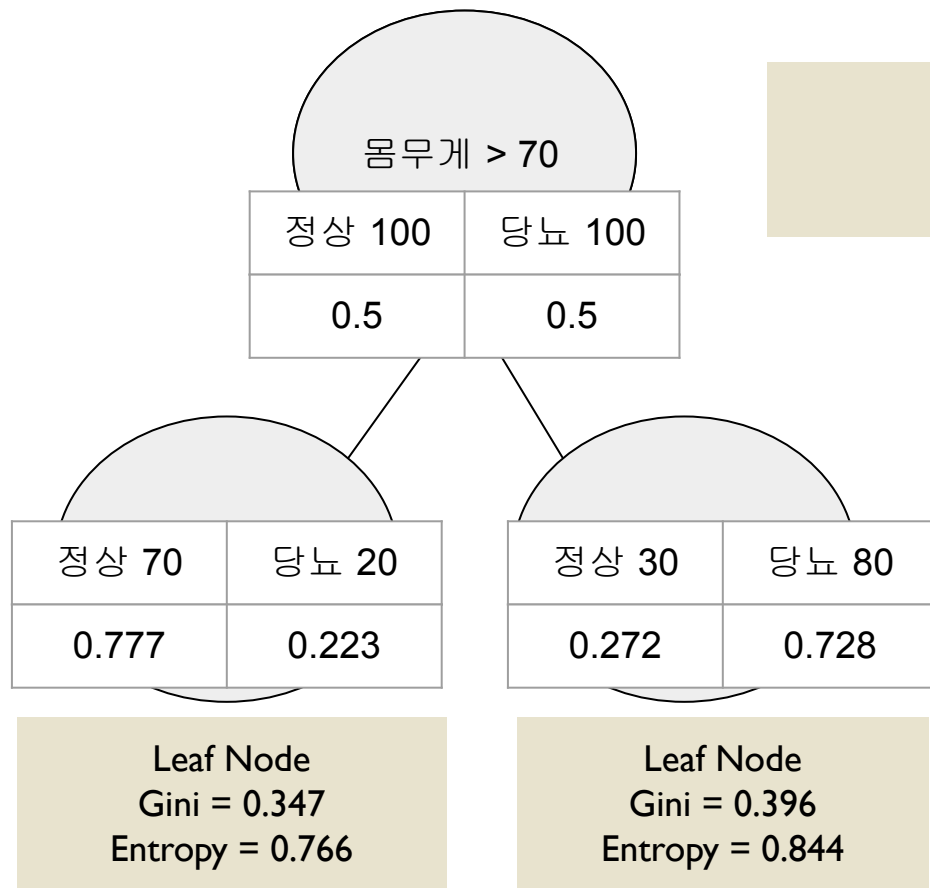 몸무게 > 70
정상 100 당뇨 100
0.5 0.5
정상 70 당뇨 20
0.777 0.223
정상 30 당뇨 80
0.272 0.728
Leaf Node
Gini = 0.347
Entropy = 0.766
Leaf Node
Gini = 0.396
Entropy = 0.844